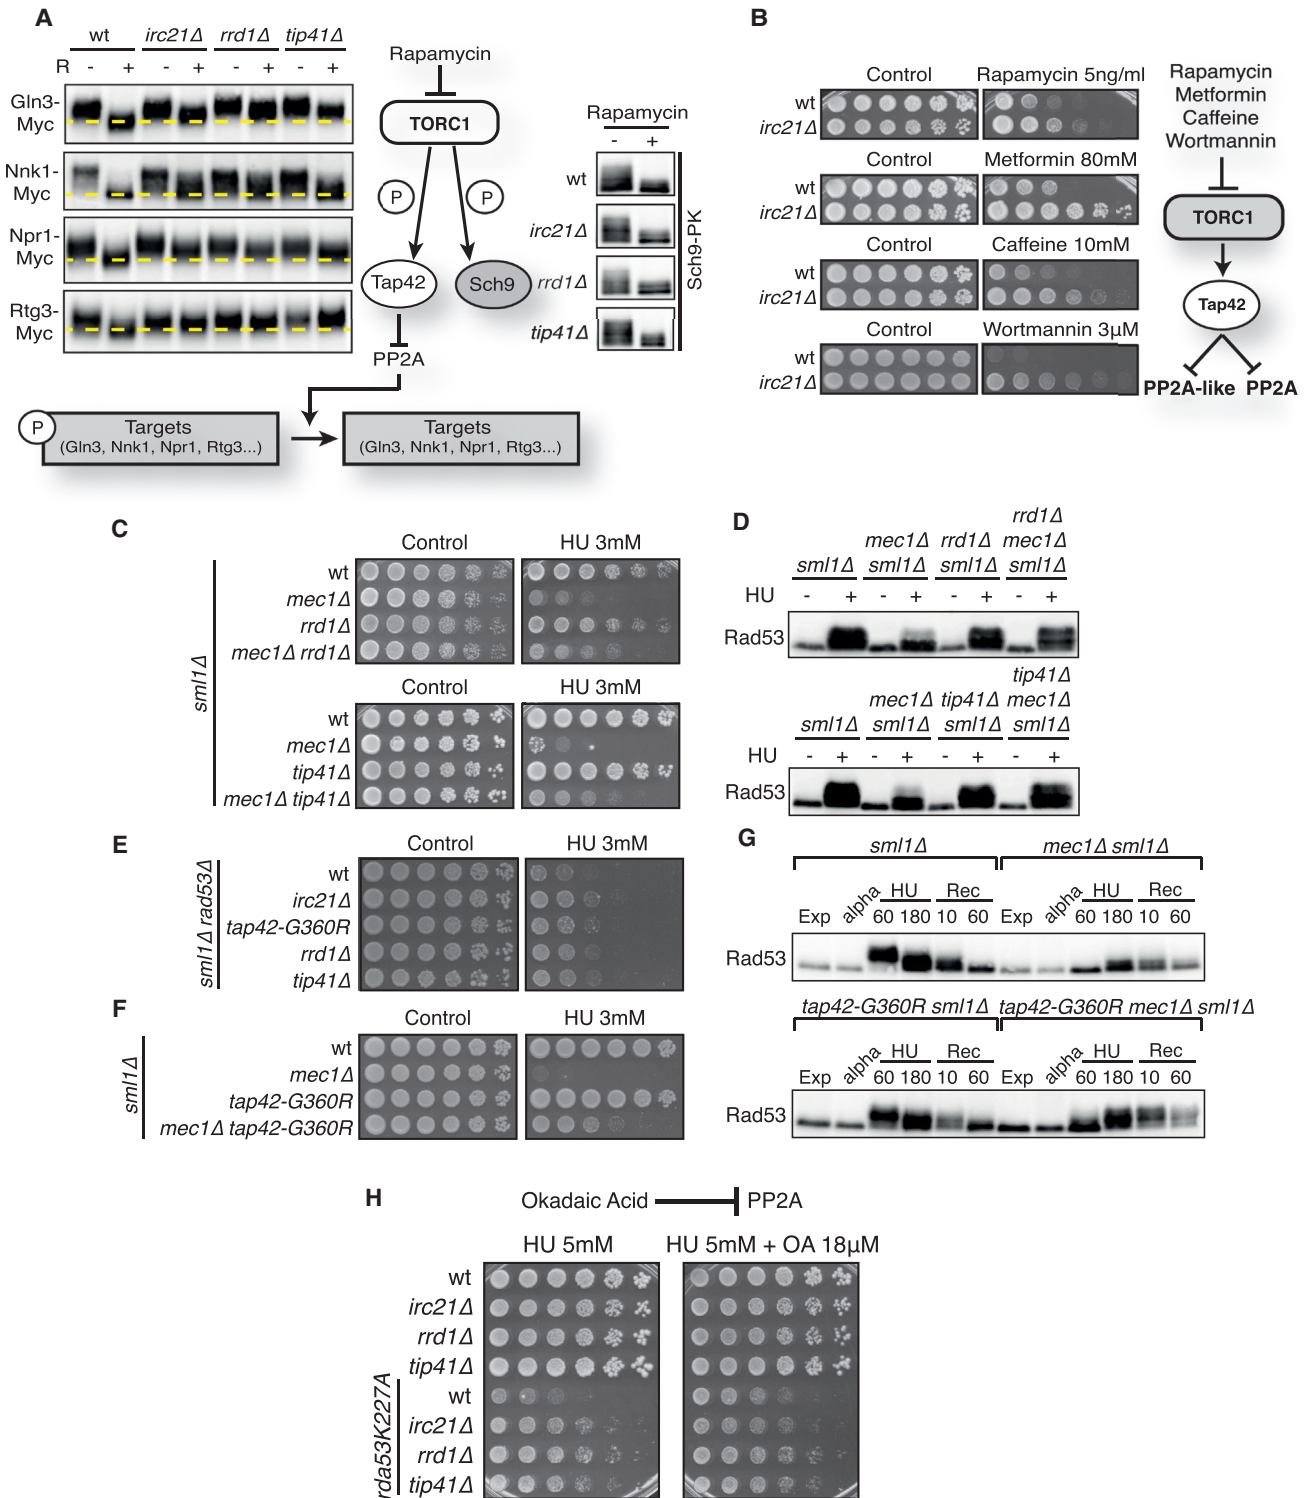 A
wt irc21Δ rrd1Δ tip41Δ
R - + - + - + - +
Gln3-
Myc
Nnk1-
Myc
Npr1-
Myc
Rtg3-
Myc
Rapamycin
TORC1
P P
Tap42 Sch9
PP2A
P
Targets
(Gln3, Nnk1, Npr1, Rtg3...)
Targets
(Gln3, Nnk1, Npr1, Rtg3...)
Rapamycin
- +
wt
irc21Δ
rrd1Δ
tip41Δ
Sch9-PK
B
Control Rapamycin 5ng/ml
wt
irc21Δ
Control Metformin 80mM
wt
irc21Δ
Control Caffeine 10mM
wt
irc21Δ
Control Wortmannin 3µM
wt
irc21Δ
Rapamycin
Metformin
Caffeine
Wortmannin
TORC1
Tap42
PP2A-like PP2A
C
Control HU 3mM
wt
mec1Δ
rrd1Δ
mec1Δ rrd1Δ
Control HU 3mM
wt
mec1Δ
tip41Δ
mec1Δ tip41Δ
sml1Δ
D
rrd1Δ
mec1Δ rrd1Δ mec1Δ
sml1Δ sml1Δ sml1Δ sml1Δ
HU - + - + - + - +
Rad53
tip41Δ
mec1Δ tip41Δ mec1Δ
sml1Δ sml1Δ sml1Δ sml1Δ
HU - + - + - + - +
Rad53
E
Control HU 3mM
wt
irc21Δ
tap42-G360R
rrd1Δ
tip41Δ
sml1Δ rad53Δ
F
Control HU 3mM
wt
mec1Δ
tap42-G360R
mec1Δ tap42-G360R
sml1Δ
G
sml1Δ mec1Δ sml1Δ
HU Rec HU Rec
Exp alpha 60 180 10 60 Exp alpha 60 180 10 60
Rad53
tap42-G360R sml1Δ tap42-G360R mec1Δ sml1Δ
HU Rec HU Rec
Exp alpha 60 180 10 60 Exp alpha 60 180 10 60
Rad53
H
Okadaic Acid PP2A
HU 5mM HU 5mM + OA 18µM
wt
irc21Δ
rrd1Δ
tip41Δ
wt
irc21Δ
rrd1Δ
tip41Δ
rda53K227A